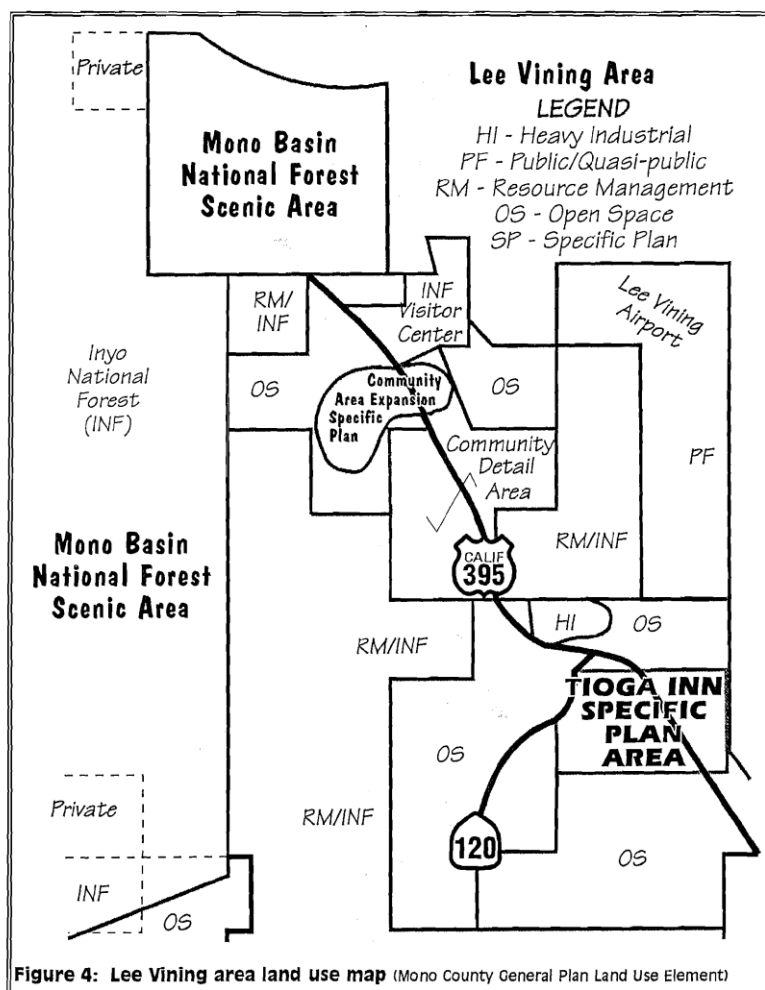 Private
Lee Vining Area
LEGEND
HI - Heavy Industrial
PF - Public/Quasi-public
RM - Resource Management
OS - Open Space
SP - Specific Plan
Mono Basin
National Forest
Scenic Area
RM/
INF
INF
Visitor
Center
Lee Vining
Airport
Inyo
National
Forest
(INF)
OS
Community
Area Expansion
Specific
Plan
OS
Community
Detail
Area
PF
Mono Basin
National Forest
Scenic Area
CALIF
395
RM/INF
HI
OS
RM/INF
TIOGA INN
SPECIFIC
PLAN
AREA
OS
Private
RM/INF
120
OS
INF
OS
Figure 4: Lee Vining area land use map (Mono County General Plan Land Use Element)